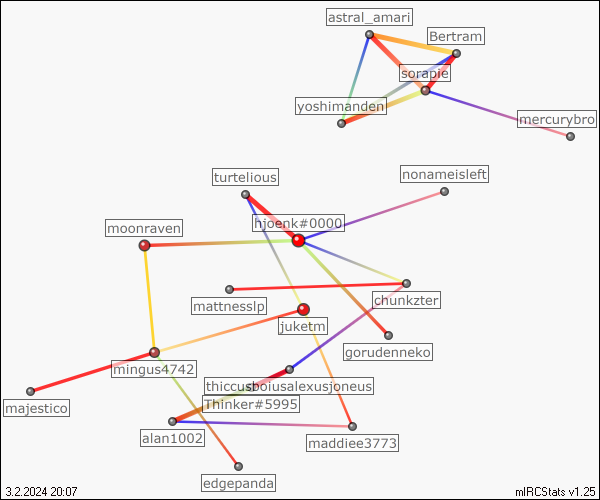 astral_amari
Bertram
sorapie
yoshimanden
mercurybro
turtelious
nonameisleft
hjoenk#0000
moonraven
mattnesslp
chunkzter
juketm
gorudenneko
mingus4742
thiccusboiusalexusjoneus
majestico
Thinker#5995
alan1002
maddiee3773
edgepanda
3.2.2024 20:07
mIRCStats v1.25